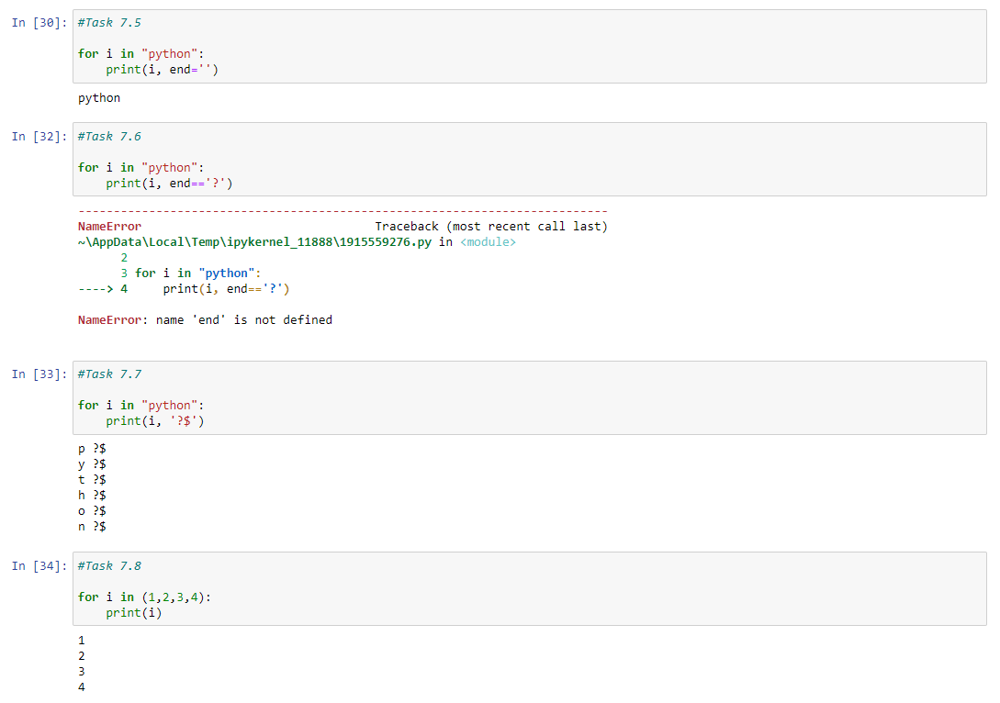 In [30]: #Task 7.5
for i in "python":
    print(i, end='')
python
In [32]: #Task 7.6
for i in "python":
    print(i, end=='?')
---------------------------------------------------------------------------
NameError                                 Traceback (most recent call last)
~\AppData\Local\Temp\ipykernel_11888\1915559276.py in <module>
      2
      3 for i in "python":
----> 4     print(i, end=='?')
NameError: name 'end' is not defined
In [33]: #Task 7.7
for i in "python":
    print(i, '?$')
p ?$
y ?$
t ?$
h ?$
o ?$
n ?$
In [34]: #Task 7.8
for i in (1,2,3,4):
    print(i)
1
2
3
4